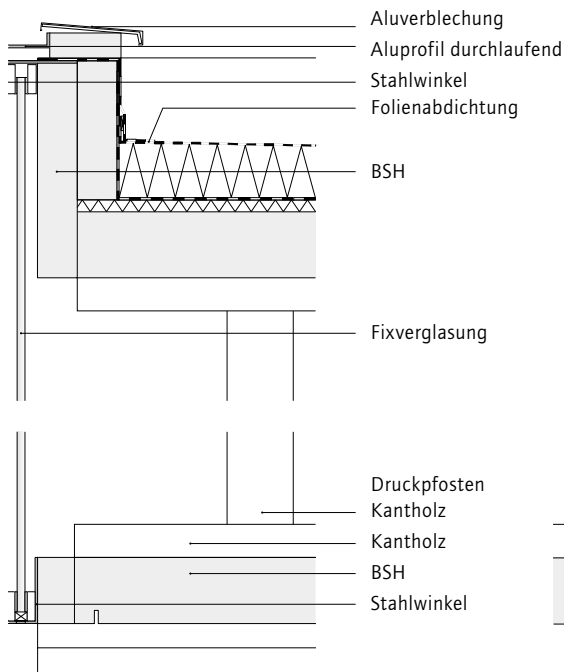 Aluverblechung
Aluprofil durchlaufend
Stahlwinkel
Folienabdichtung
BSH
Fixverglasung
Druckpfosten
Kantholz
Kantholz
BSH
Stahlwinkel